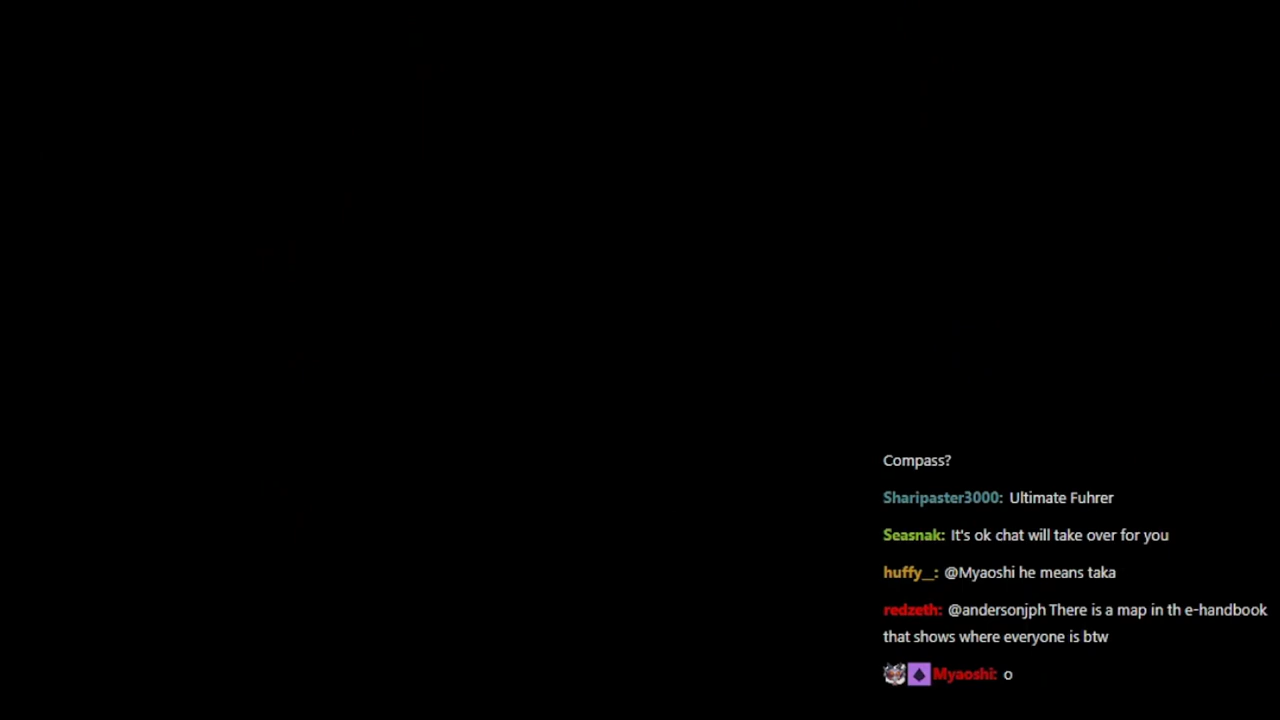 Compass?
Sharipaster3000: Ultimate Fuhrer
Seasnak: It's ok chat will take over for you
huffy__: @Myaoshi he means taka
redzeth: @andersonjph There is a map in th e-handbook
that shows where everyone is btw
Myaoshi: o